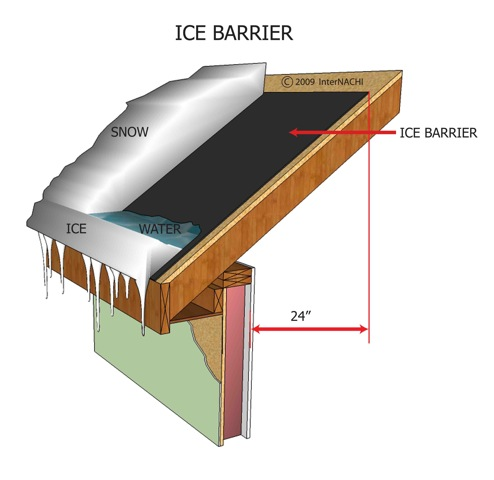 ICE BARRIER
© 2009 InterNACHI
SNOW
ICE BARRIER
ICE
WATER
24”